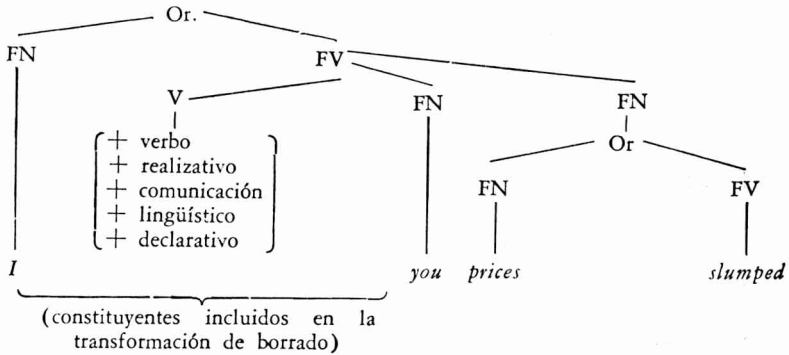 Or.
FN
FV
V
FN
FN
+ verbo
Or
+ realizativo
+ comunicación
FN
FV
+ lingüístico
+ declarativo
I
you
prices
slumped
(constituyentes incluidos en la
transformación de borrado)